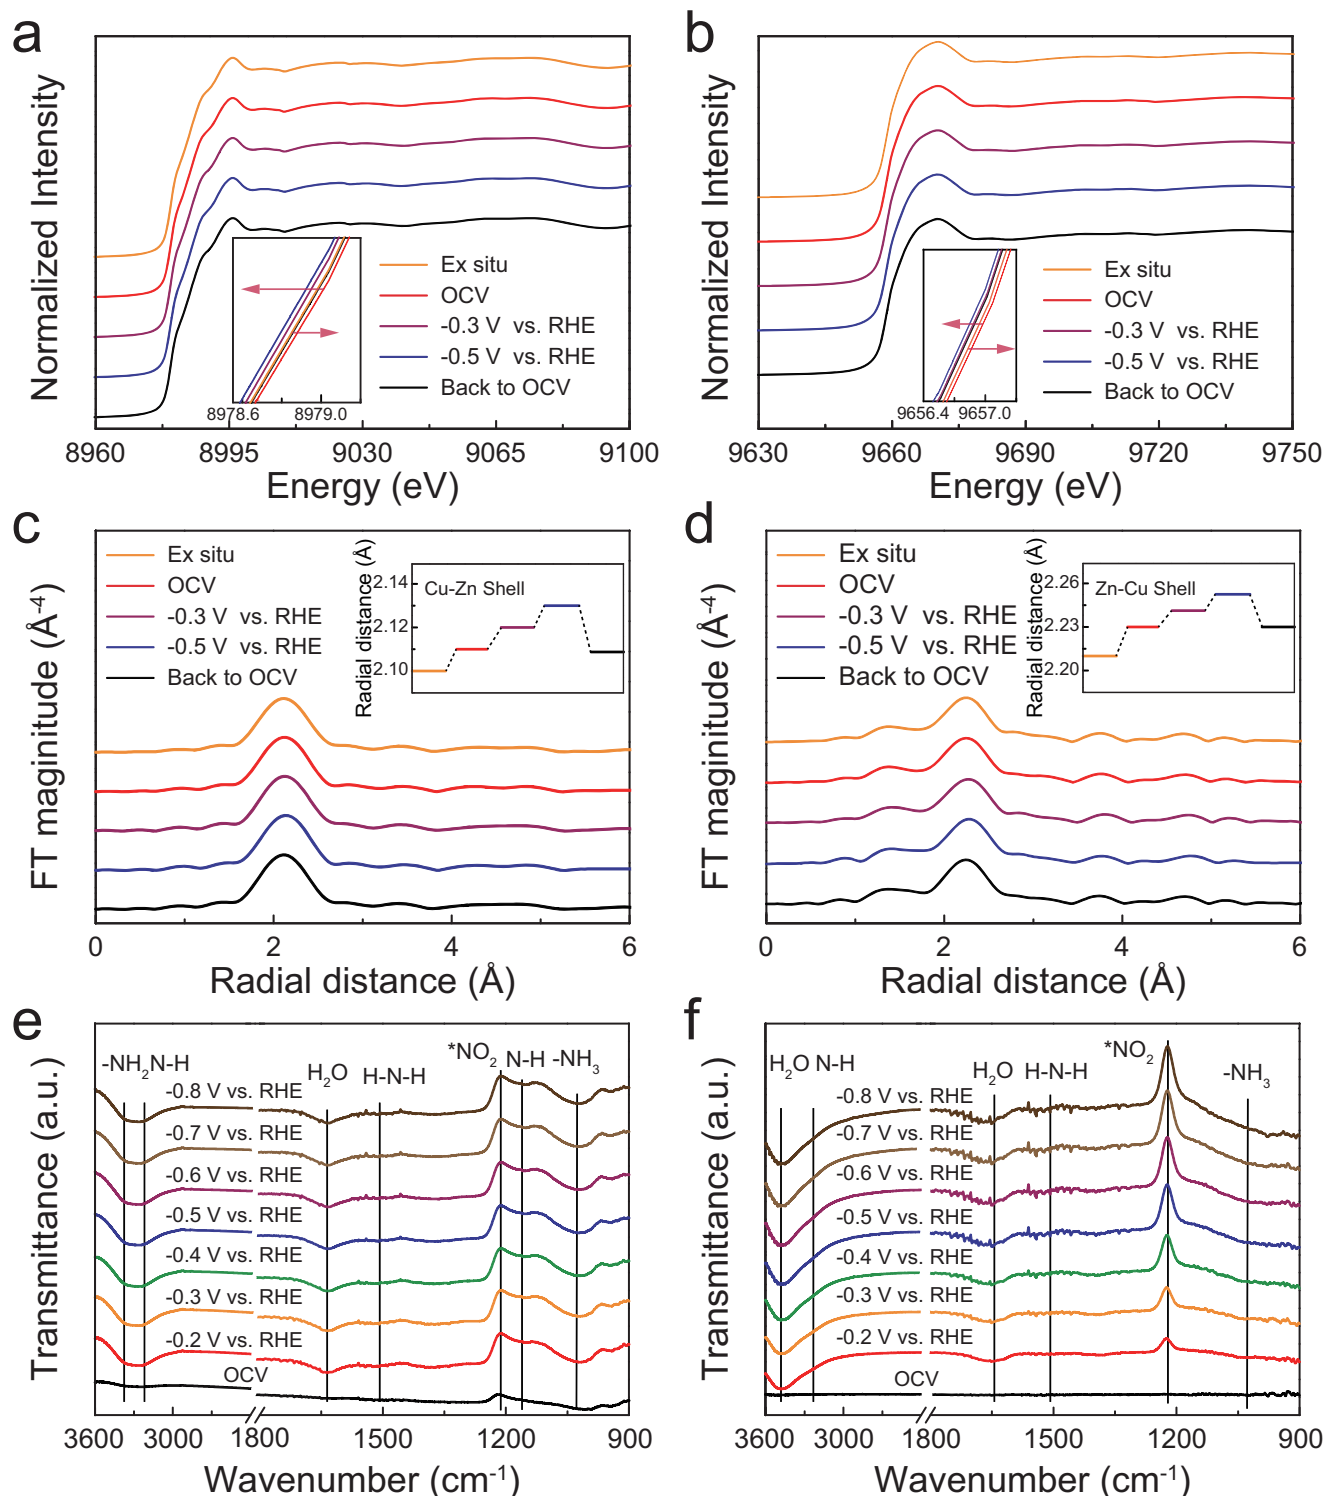 a
Normalized Intensity
Ex situ
OCV
-0.3 V vs. RHE
-0.5 V vs. RHE
Back to OCV
8978.6 8979.0
8960 8995 9030 9065 9100
Energy (eV)
b
Normalized Intensity
Ex situ
OCV
-0.3 V vs. RHE
-0.5 V vs. RHE
Back to OCV
9656.4 9657.0
9630 9660 9690 9720 9750
Energy (eV)
c
FT maginitude (Å-4)
Ex situ
OCV
-0.3 V vs. RHE
-0.5 V vs. RHE
Back to OCV
Radial distance (Å)
2.14
2.12
2.10
Cu-Zn Shell
0 2 4 6
Radial distance (Å)
d
FT maginitude (Å-4)
Ex situ
OCV
-0.3 V vs. RHE
-0.5 V vs. RHE
Back to OCV
Radial distance (Å)
2.26
2.23
2.20
Zn-Cu Shell
0 2 4 6
Radial distance (Å)
e
Transmittance (a.u.)
-NH2 N-H H2O H-N-H *NO2 N-H -NH3
-0.8 V vs. RHE
-0.7 V vs. RHE
-0.6 V vs. RHE
-0.5 V vs. RHE
-0.4 V vs. RHE
-0.3 V vs. RHE
-0.2 V vs. RHE
OCV
3600 3000 1800 1500 1200 900
Wavenumber (cm-1)
f
Transmittance (a.u.)
H2O N-H H2O H-N-H *NO2 -NH3
-0.8 V vs. RHE
-0.7 V vs. RHE
-0.6 V vs. RHE
-0.5 V vs. RHE
-0.4 V vs. RHE
-0.3 V vs. RHE
-0.2 V vs. RHE
OCV
3600 3000 1800 1500 1200 900
Wavenumber (cm-1)